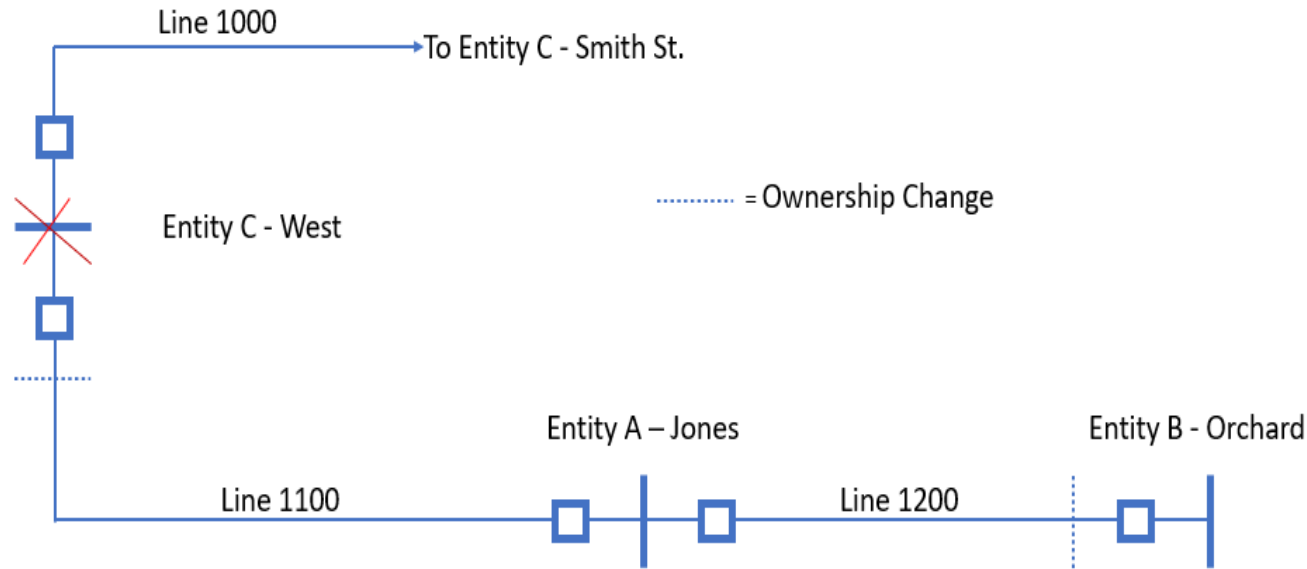 Line 1000
To Entity C - Smith St.
= Ownership Change
Entity C - West
Entity A – Jones
Entity B - Orchard
Line 1100
Line 1200